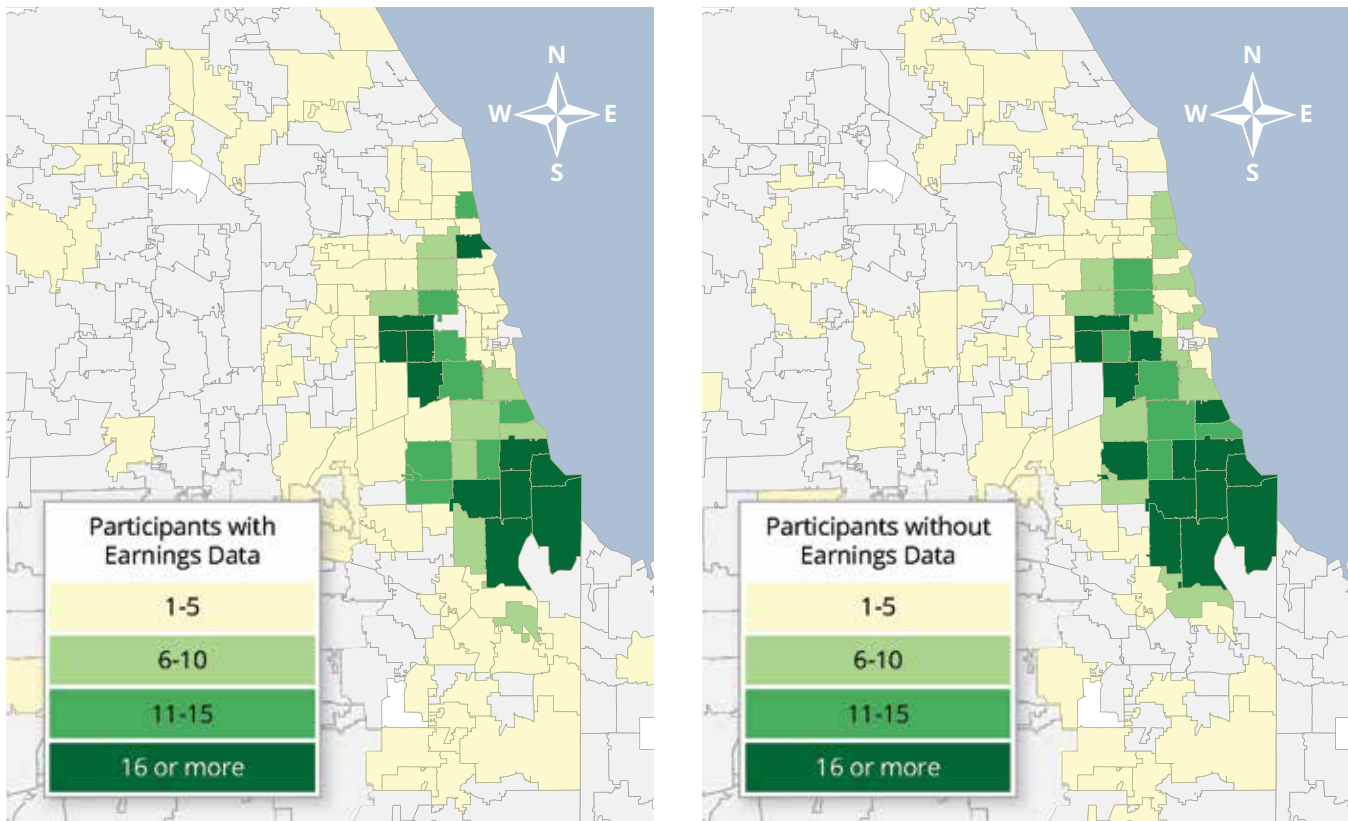 N
W E
S
Participants with
Earnings Data
1-5
6-10
11-15
16 or more
N
W E
S
Participants without
Earnings Data
1-5
6-10
11-15
16 or more